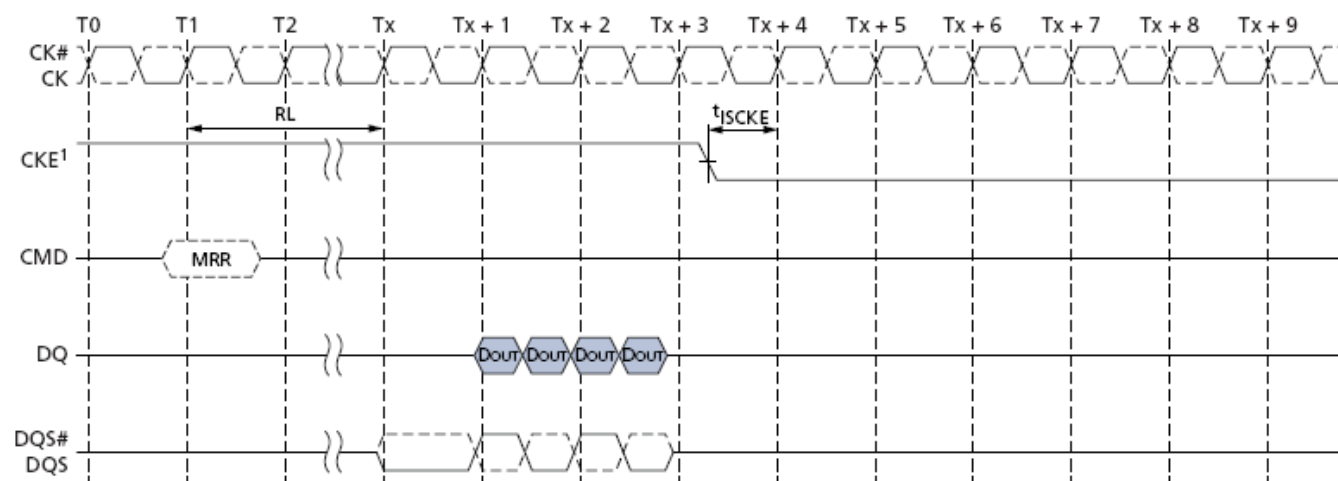 T0 T1 T2 Tx Tx + 1 Tx + 2 Tx + 3 Tx + 4 Tx + 5 Tx + 6 Tx + 7 Tx + 8 Tx + 9
CK#
CK
RL
tISCKE
CKE1
CMD MRR
DQ DOUT DOUT DOUT DOUT
DQS#
DQS